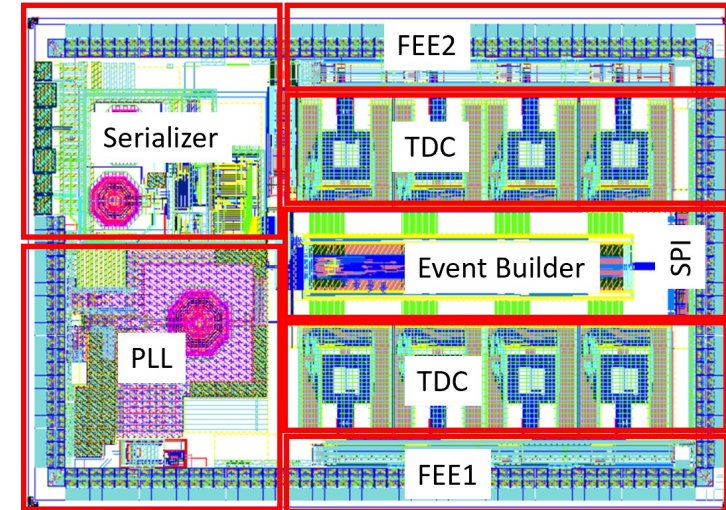 FEE2
Serializer
TDC
Event Builder
SPI
PLL
TDC
FEE1